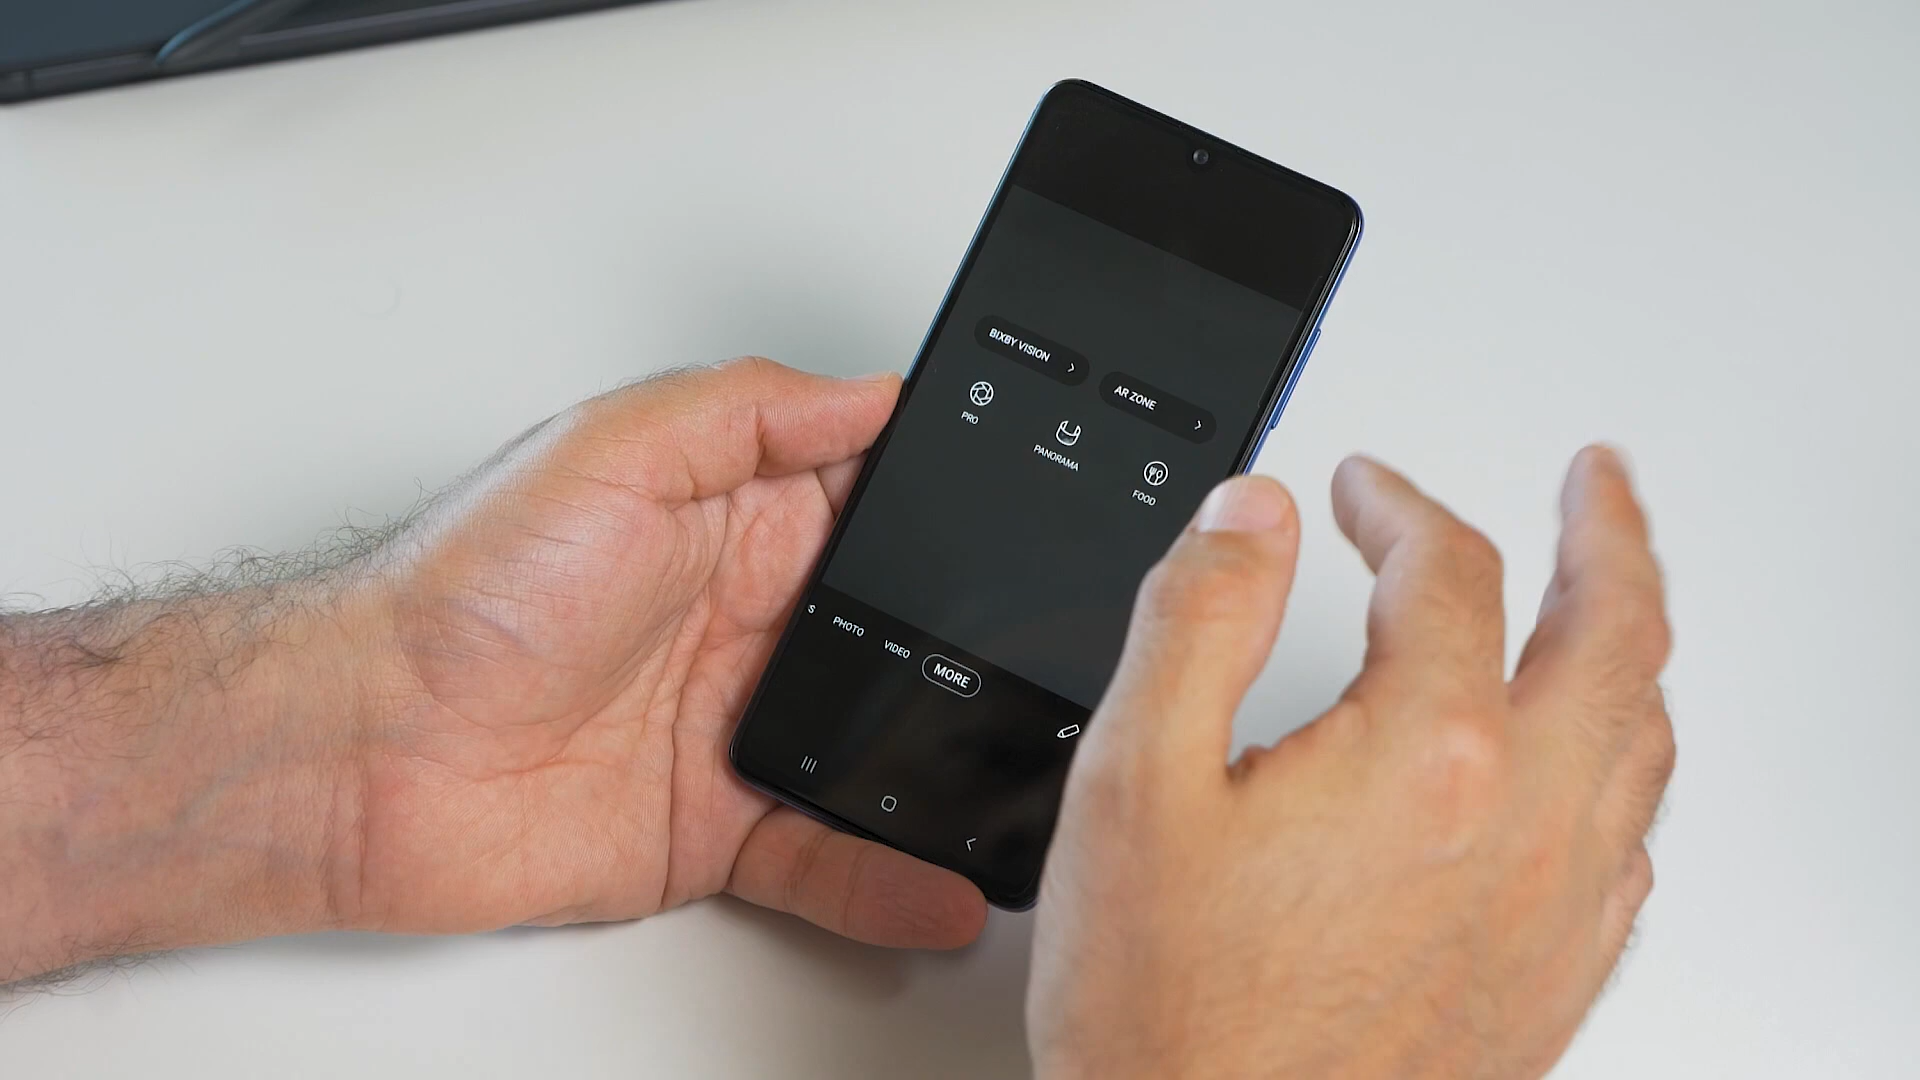 BIXBY VISION
AR ZONE
PRO
PANORAMA
FOOD
S
PHOTO
VIDEO
MORE